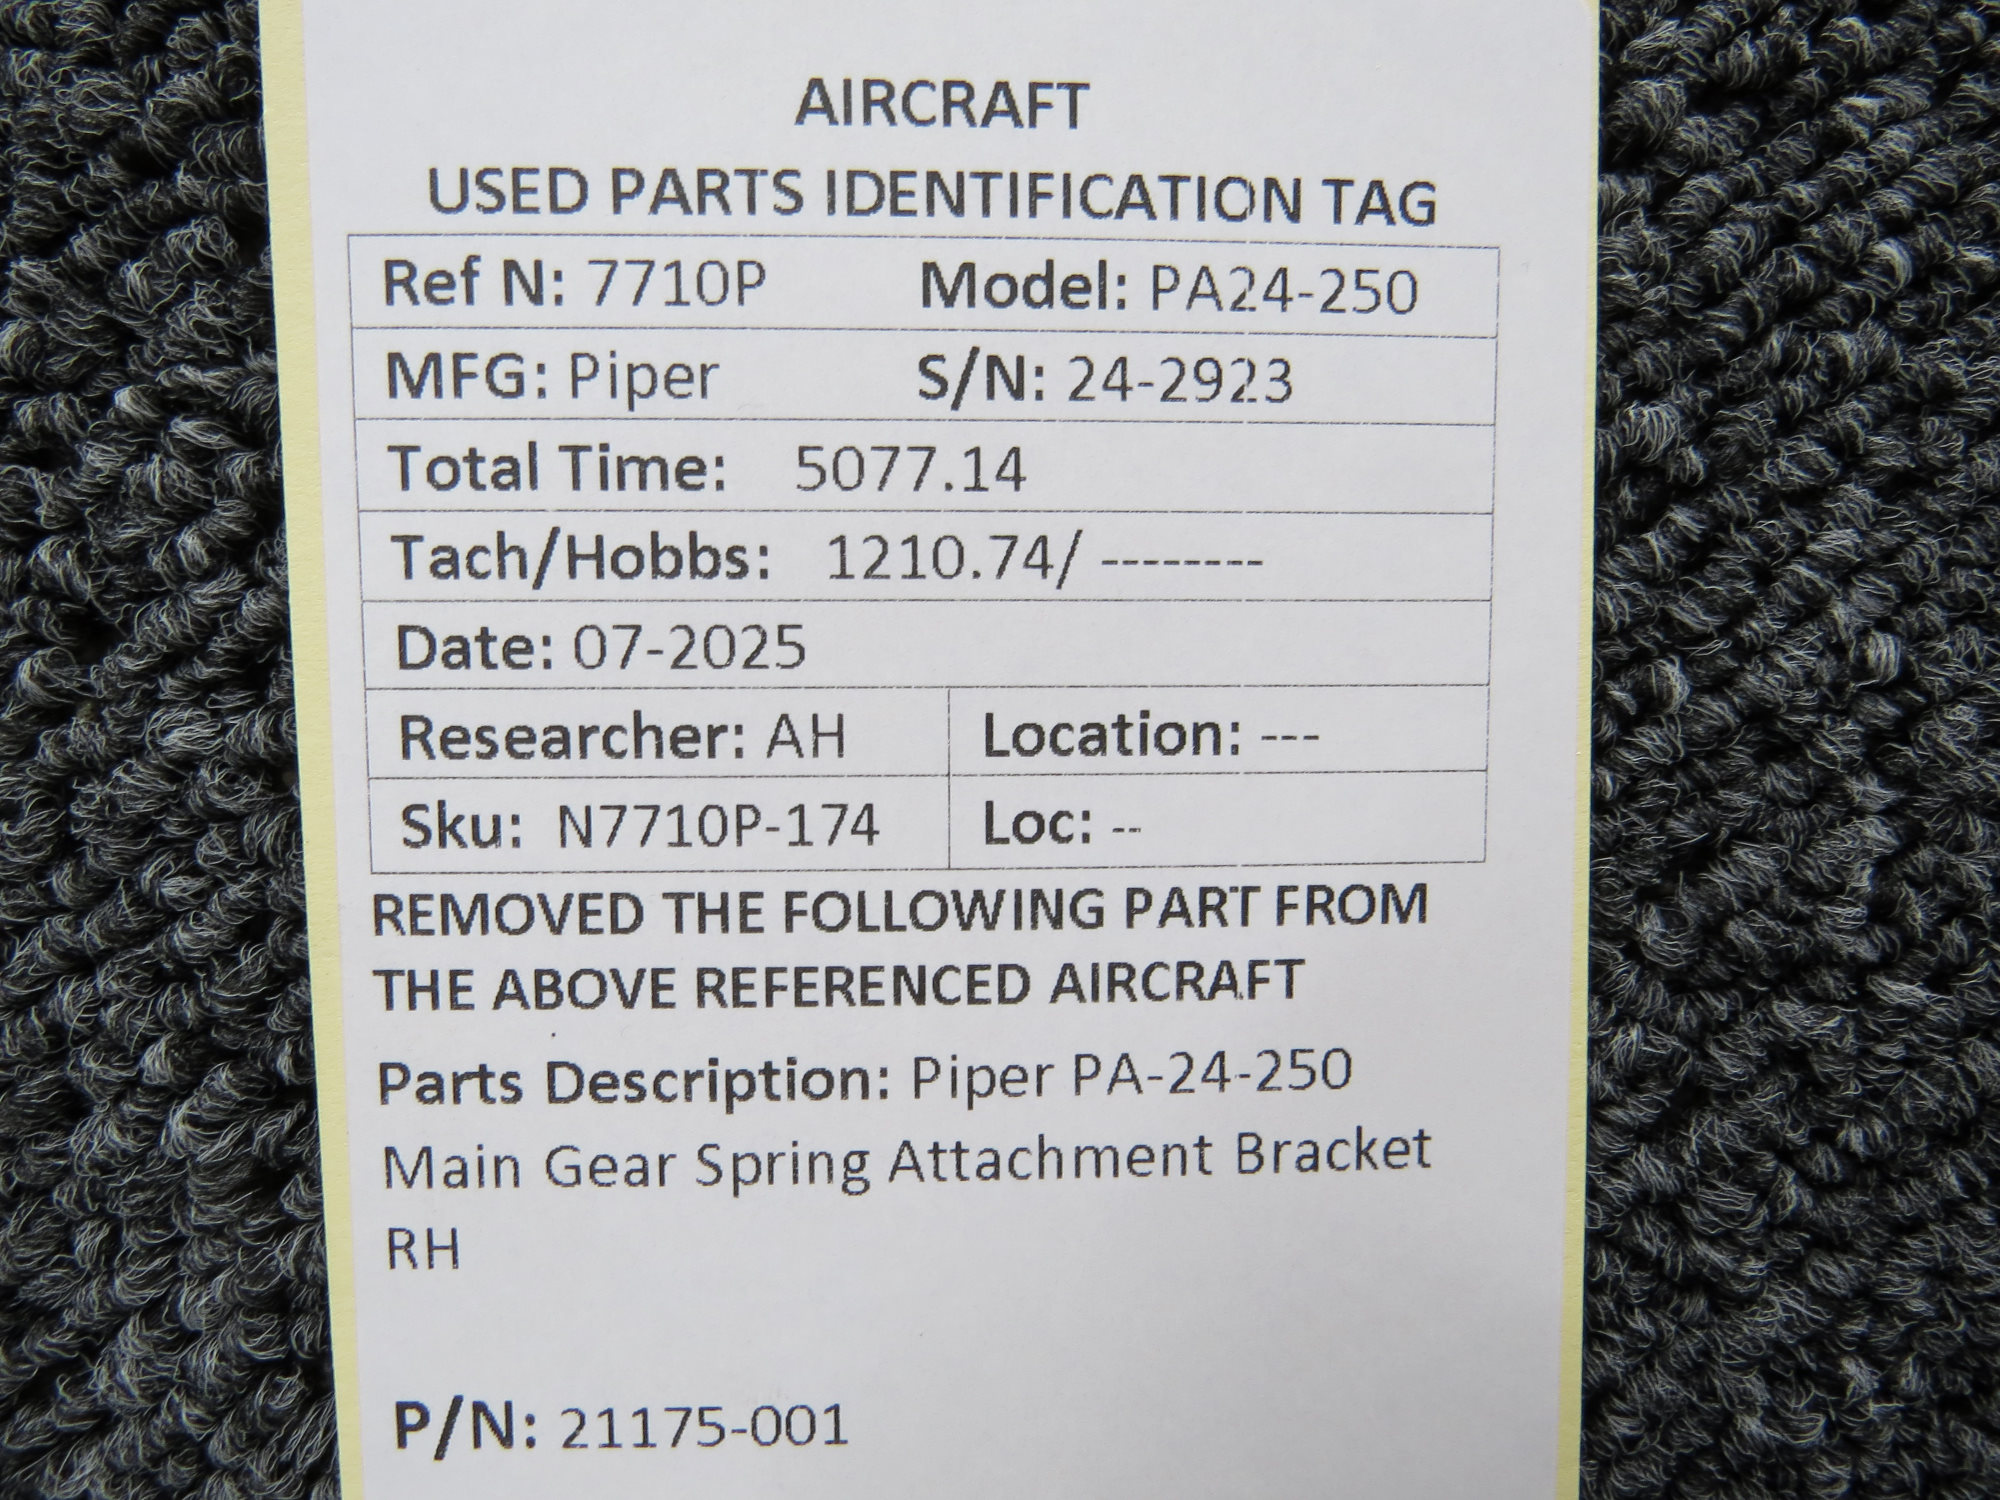 AIRCRAFT
USED PARTS IDENTIFICATION TAG
Ref N: 7710P Model: PA24-250
MFG: Piper S/N: 24-2923
Total Time: 5077.14
Tach/Hobbs: 1210.74/ --------
Date: 07-2025
Researcher: AH Location: ---
Sku: N7710P-174 Loc: --
REMOVED THE FOLLOWING PART FROM
THE ABOVE REFERENCED AIRCRAFT
Parts Description: Piper PA-24-250
Main Gear Spring Attachment Bracket
RH
P/N: 21175-001